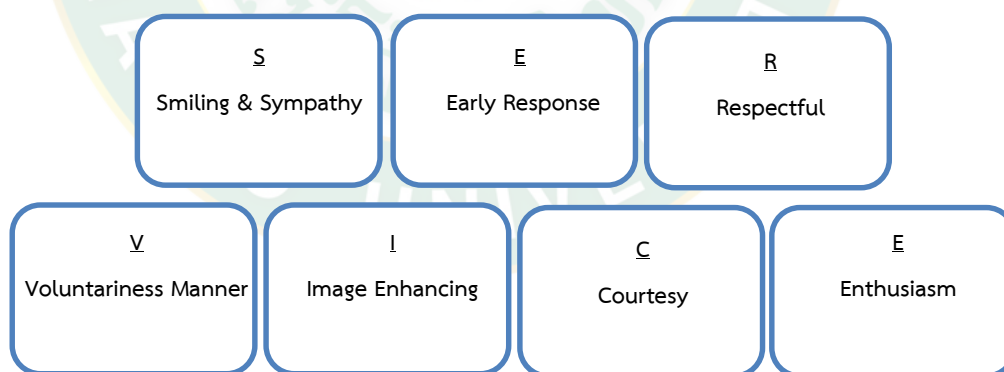 S
Smiling & Sympathy
E
Early Response
R
Respectful
V
Voluntariness Manner
I
Image Enhancing
C
Courtesy
E
Enthusiasm